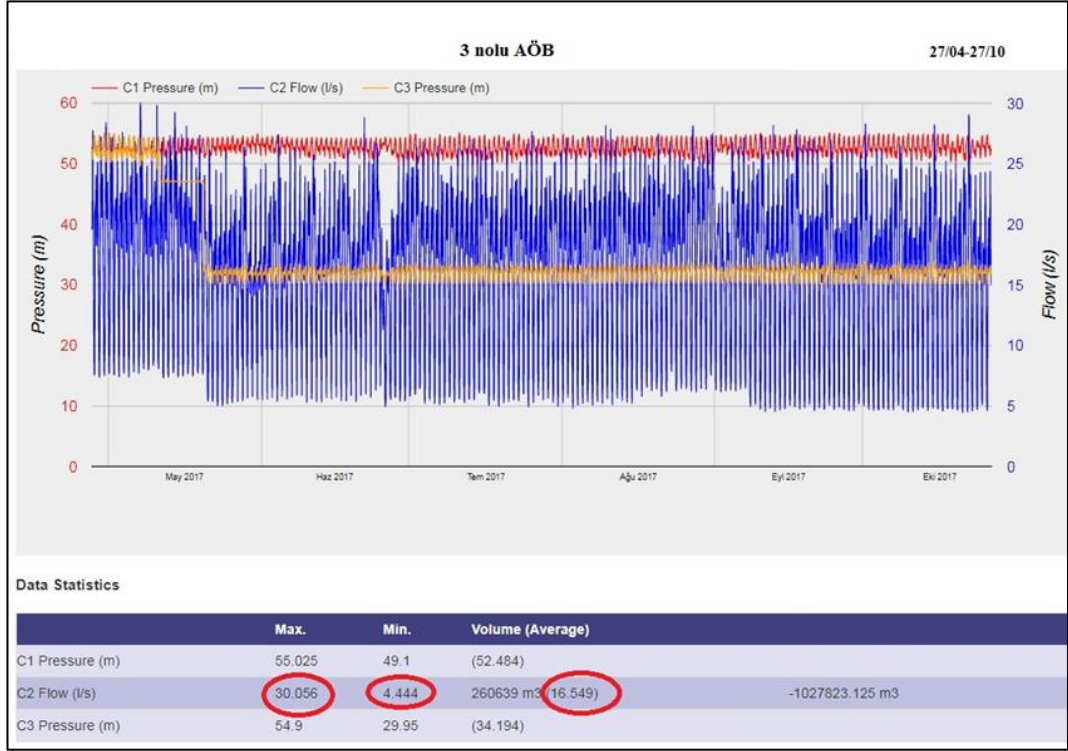 3 nolu AÖB
27/04-27/10
C1 Pressure (m) C2 Flow (l/s) C3 Pressure (m)
60 30
50 25
40 20
30 15
20 10
10 5
0 0
Pressure (m)
Flow (l/s)
May 2017 Haz 2017 Tem 2017 Ağu 2017 Eyl 2017 Eki 2017
Data Statistics
Max. Min. Volume (Average)
C1 Pressure (m) 55.025 49.1 (52.484)
C2 Flow (l/s) 30.056 4.444 260639 m3 (16.549) -1027823.125 m3
C3 Pressure (m) 54.9 29.95 (34.194)